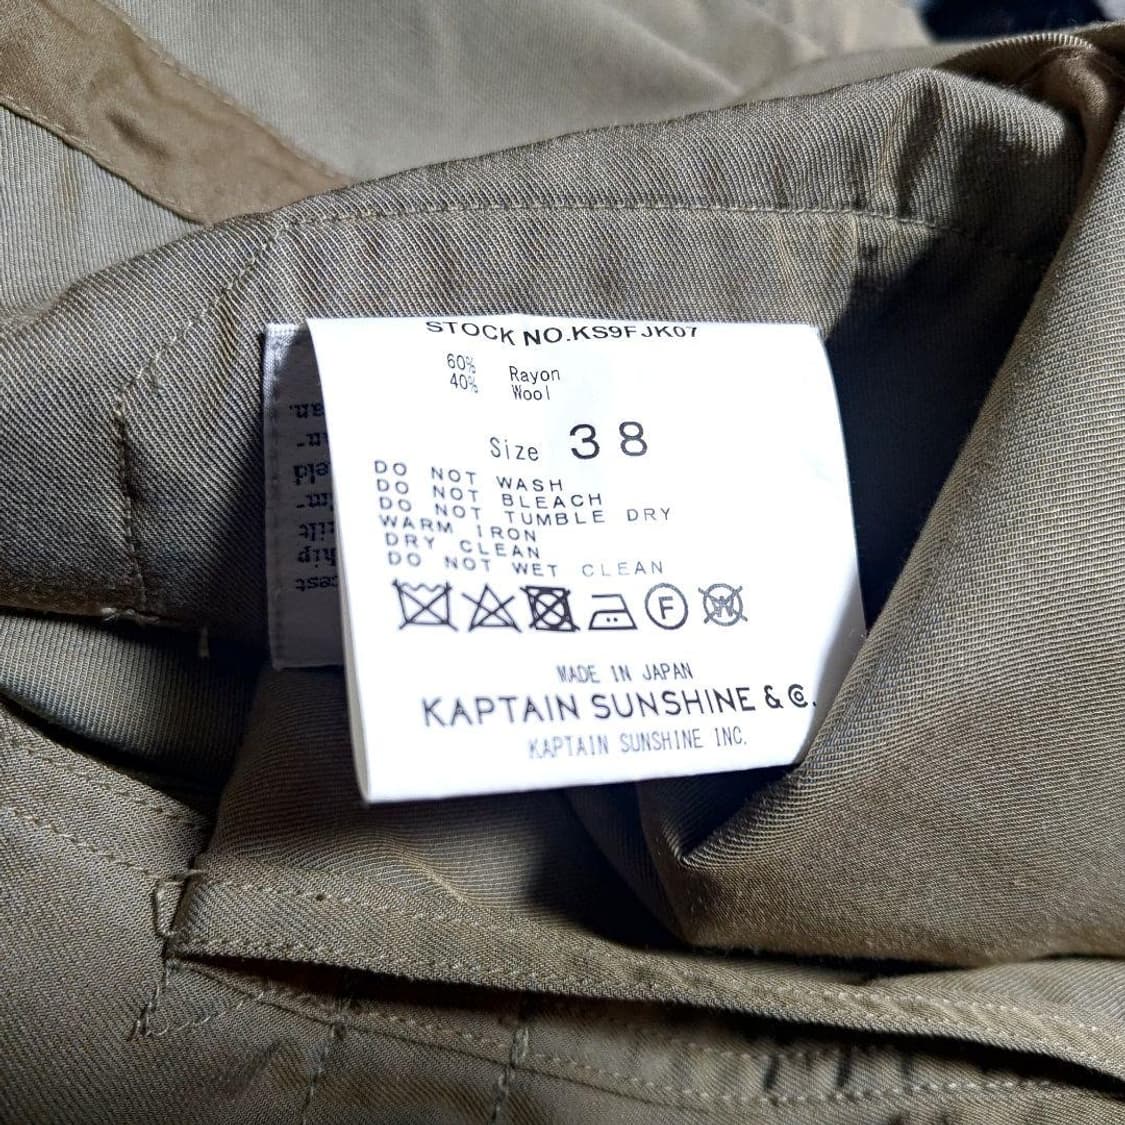 STOCK NO.KS9FJK07
60% Rayon
40% Wool
Size 38
DO NOT WASH
DO NOT BLEACH
DO NOT TUMBLE DRY
WARM IRON
DRY CLEAN
DO NOT WET CLEAN
F W
MADE IN JAPAN
KAPTAIN SUNSHINE & Co.
KAPTAIN SUNSHINE INC.